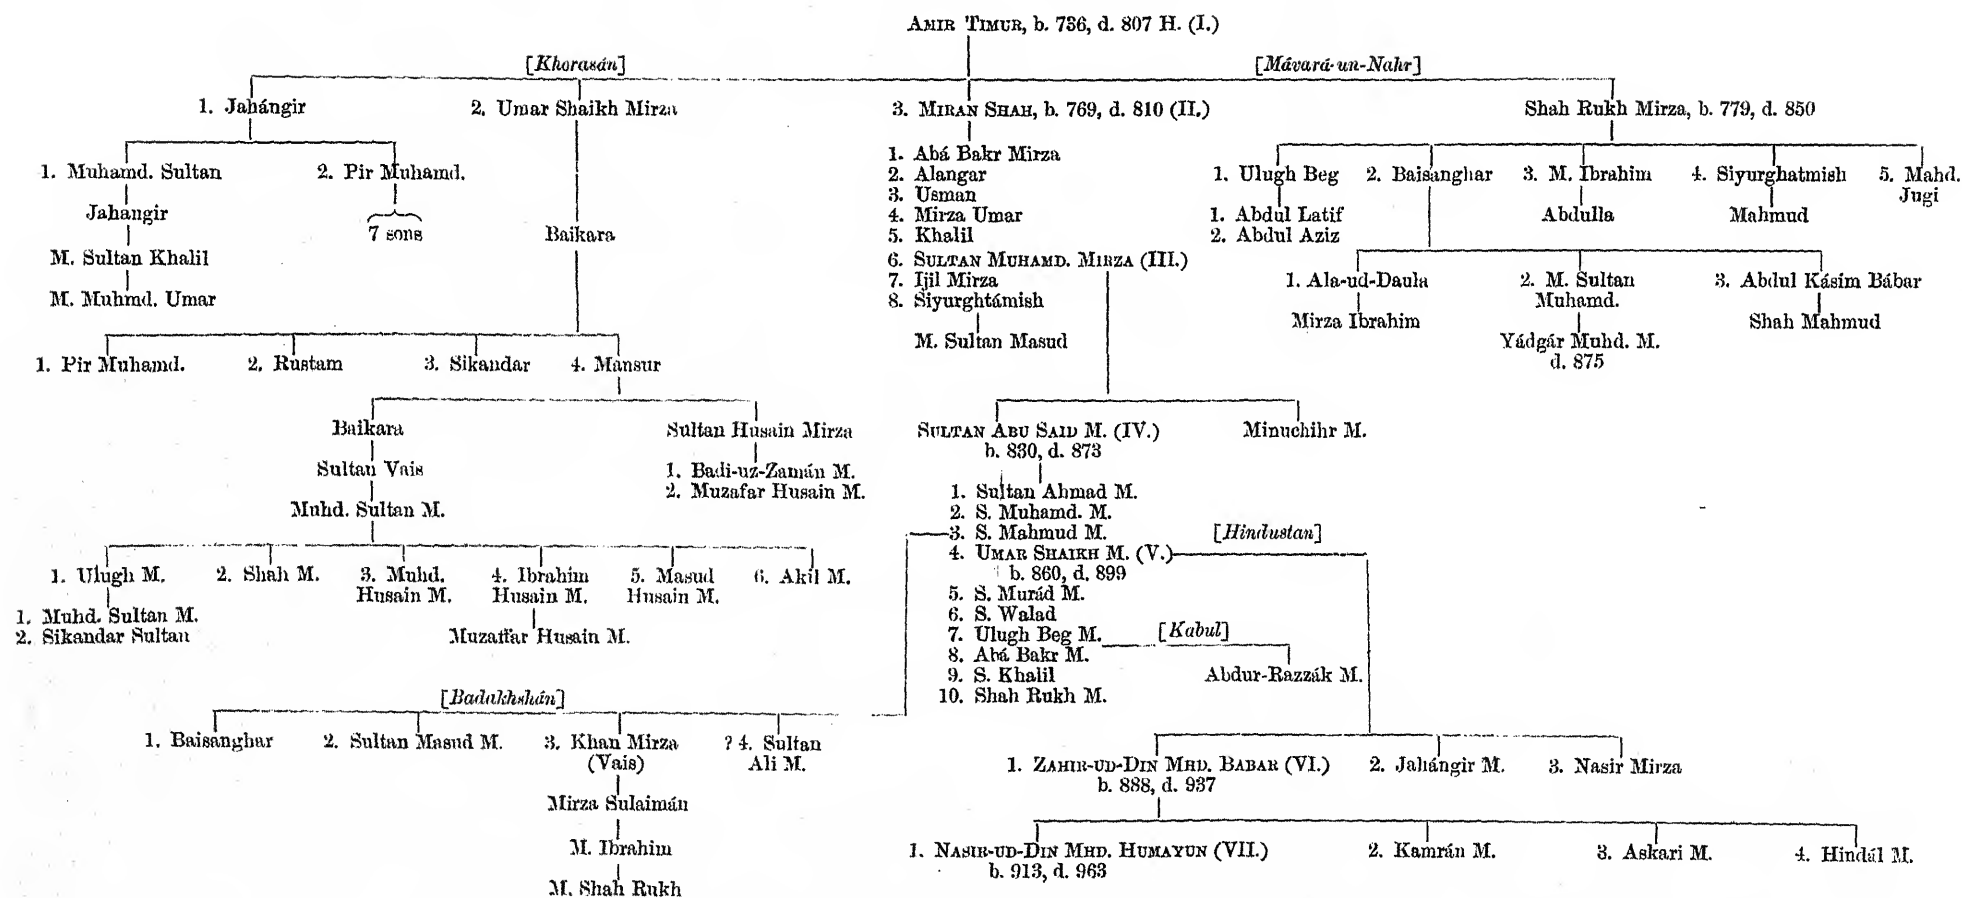 AMIR TIMUR, b. 736, d. 807 H. (I.)
[Khorasán]
[Mávará-un-Nahr]
1. Jahángir
2. Umar Shaikh Mirza
3. MIRAN SHAH, b. 769, d. 810 (II.)
Shah Rukh Mirza, b. 779, d. 850
1. Muhamd. Sultan
2. Pir Muhamd.
Jahangir
7 sons
M. Sultan Khalil
M. Muhmd. Umar
Baikara
1. Abá Bakr Mirza
2. Alangar
3. Usman
4. Mirza Umar
5. Khalil
6. SULTAN MUHAMD. MIRZA (III.)
7. Ijil Mirza
8. Siyurghtámish
M. Sultan Masud
1. Ulugh Beg
2. Baisanghar
3. M. Ibrahim
4. Siyurghatmish
5. Mahd.
Jugi
1. Abdul Latif
2. Abdul Aziz
Abdulla
Mahmud
1. Ala-ud-Daula
2. M. Sultan
Muhamd.
3. Abdul Kásim Bábar
Mirza Ibrahim
Yádgár Muhd. M.
d. 875
Shah Mahmud
1. Pir Muhamd.
2. Rustam
3. Sikandar
4. Mansur
Baikara
Sultan Husain Mirza
Sultan Vais
1. Badi-uz-Zamán M.
2. Muzafar Husain M.
Muhd. Sultan M.
SULTAN ABU SAID M. (IV.)
b. 830, d. 873
Minuchihr M.
1. Sultan Ahmad M.
2. S. Muhamd. M.
3. S. Mahmud M.
4. UMAR SHAIKH M. (V.)
b. 860, d. 899
5. S. Murád M.
6. S. Walad
7. Ulugh Beg M.
8. Abá Bakr M.
9. S. Khalil
10. Shah Rukh M.
[Hindustan]
[Kabul]
Abdur-Razzák M.
1. Ulugh M.
2. Shah M.
3. Muhd.
Husain M.
4. Ibrahim
Husain M.
5. Masud
Husain M.
6. Akil M.
1. Muhd. Sultan M.
2. Sikandar Sultan
Muzaffar Husain M.
[Badakhshán]
1. Baisanghar
2. Sultan Masud M.
3. Khan Mirza
(Vais)
? 4. Sultan
Ali M.
Mirza Sulaimán
M. Ibrahim
M. Shah Rukh
1. ZAHIR-UD-DIN MHD. BABAR (VI.)
b. 888, d. 937
2. Jahángir M.
3. Nasir Mirza
1. NASIR-UD-DIN MHD. HUMAYUN (VII.)
b. 913, d. 963
2. Kamrán M.
3. Askari M.
4. Hindál M.